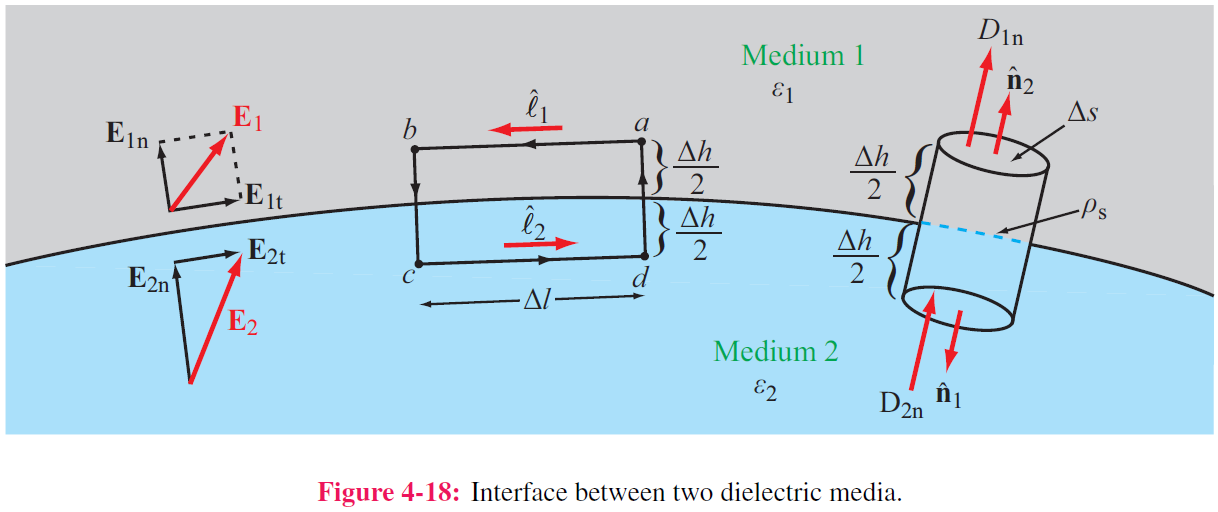 Medium 1
ε1
D1n
n̂2
Δs
E1n
E1
E1t
ℓ̂1
b
a
Δh/2
Δh/2
ρs
Δh/2
Δh/2
ℓ̂2
E2n
E2t
E2
c
d
Δl
Medium 2
ε2
D2n
n̂1
Figure 4-18: Interface between two dielectric media.